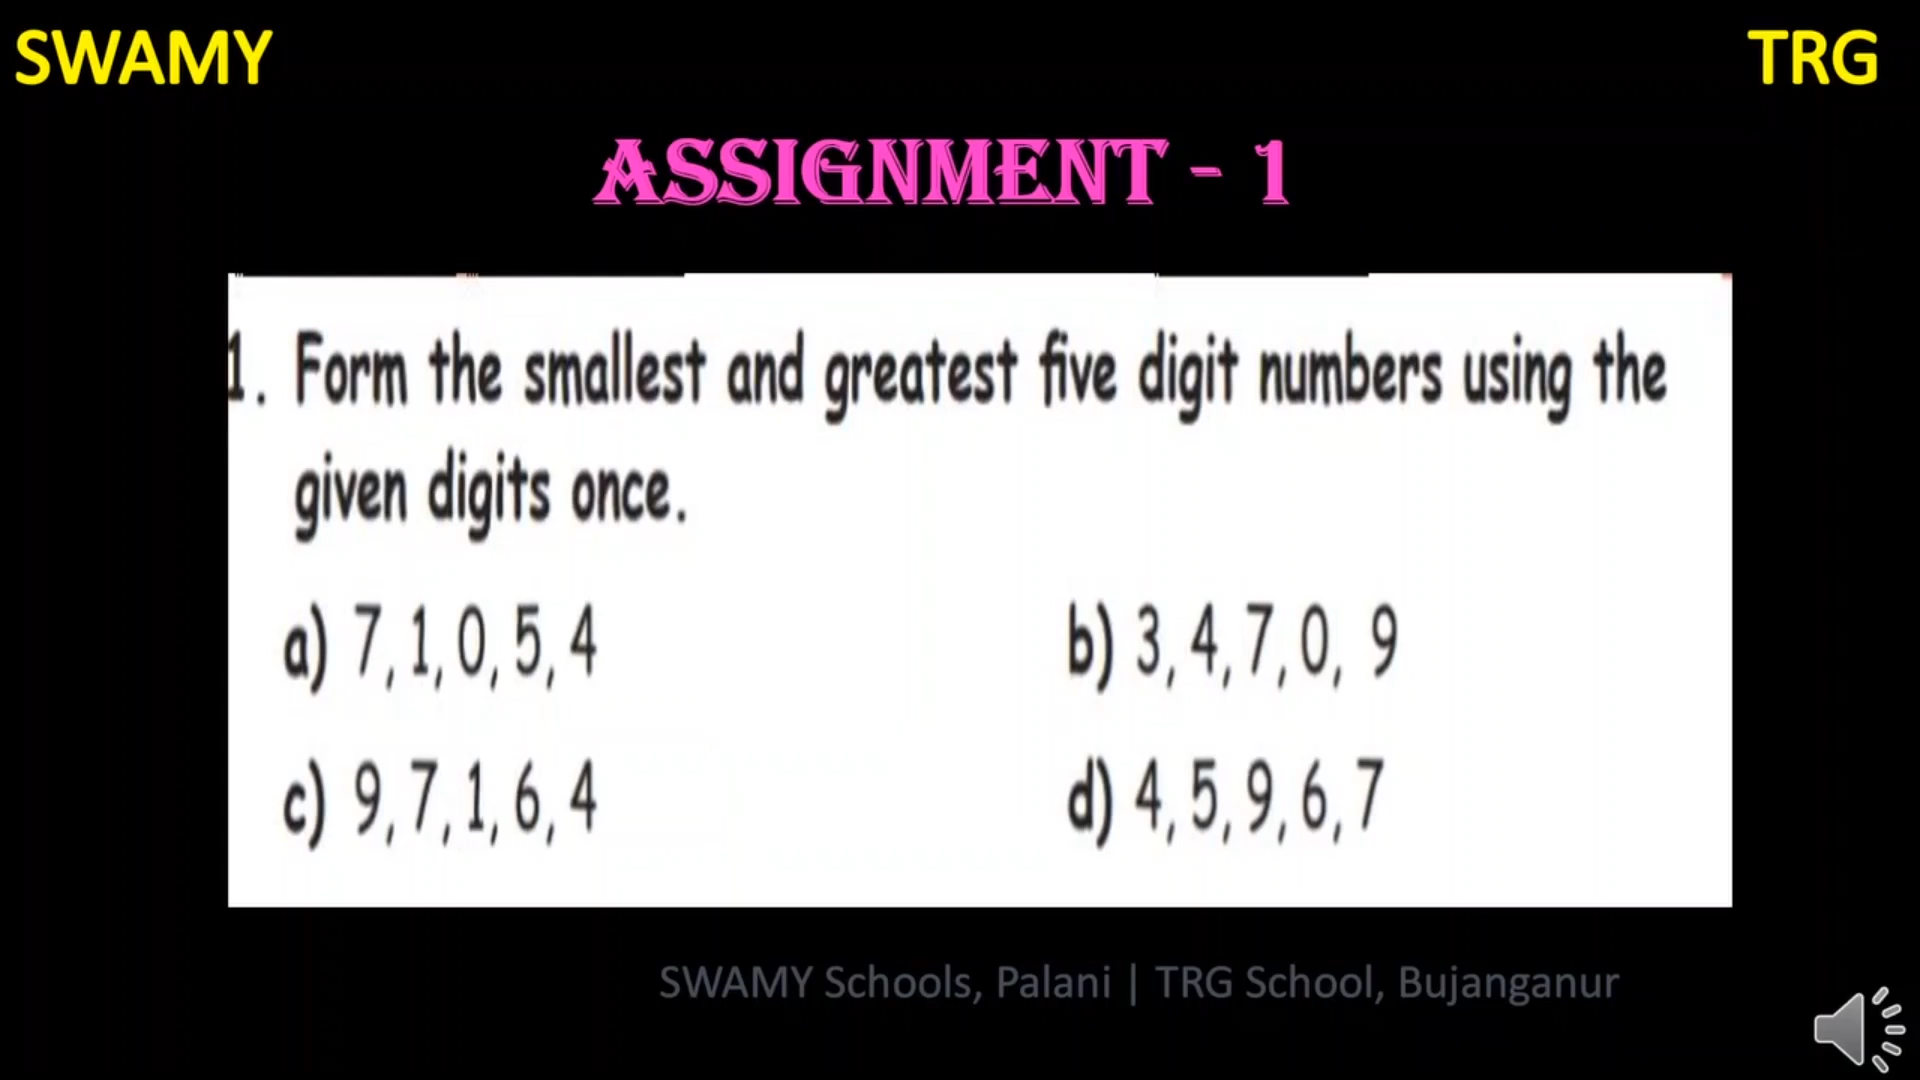 SWAMY
TRG
ASSIGNMENT - 1
1. Form the smallest and greatest five digit numbers using the
given digits once.
a) 7, 1, 0, 5, 4
b) 3, 4, 7, 0, 9
c) 9, 7, 1, 6, 4
d) 4, 5, 9, 6, 7
SWAMY Schools, Palani | TRG School, Bujanganur